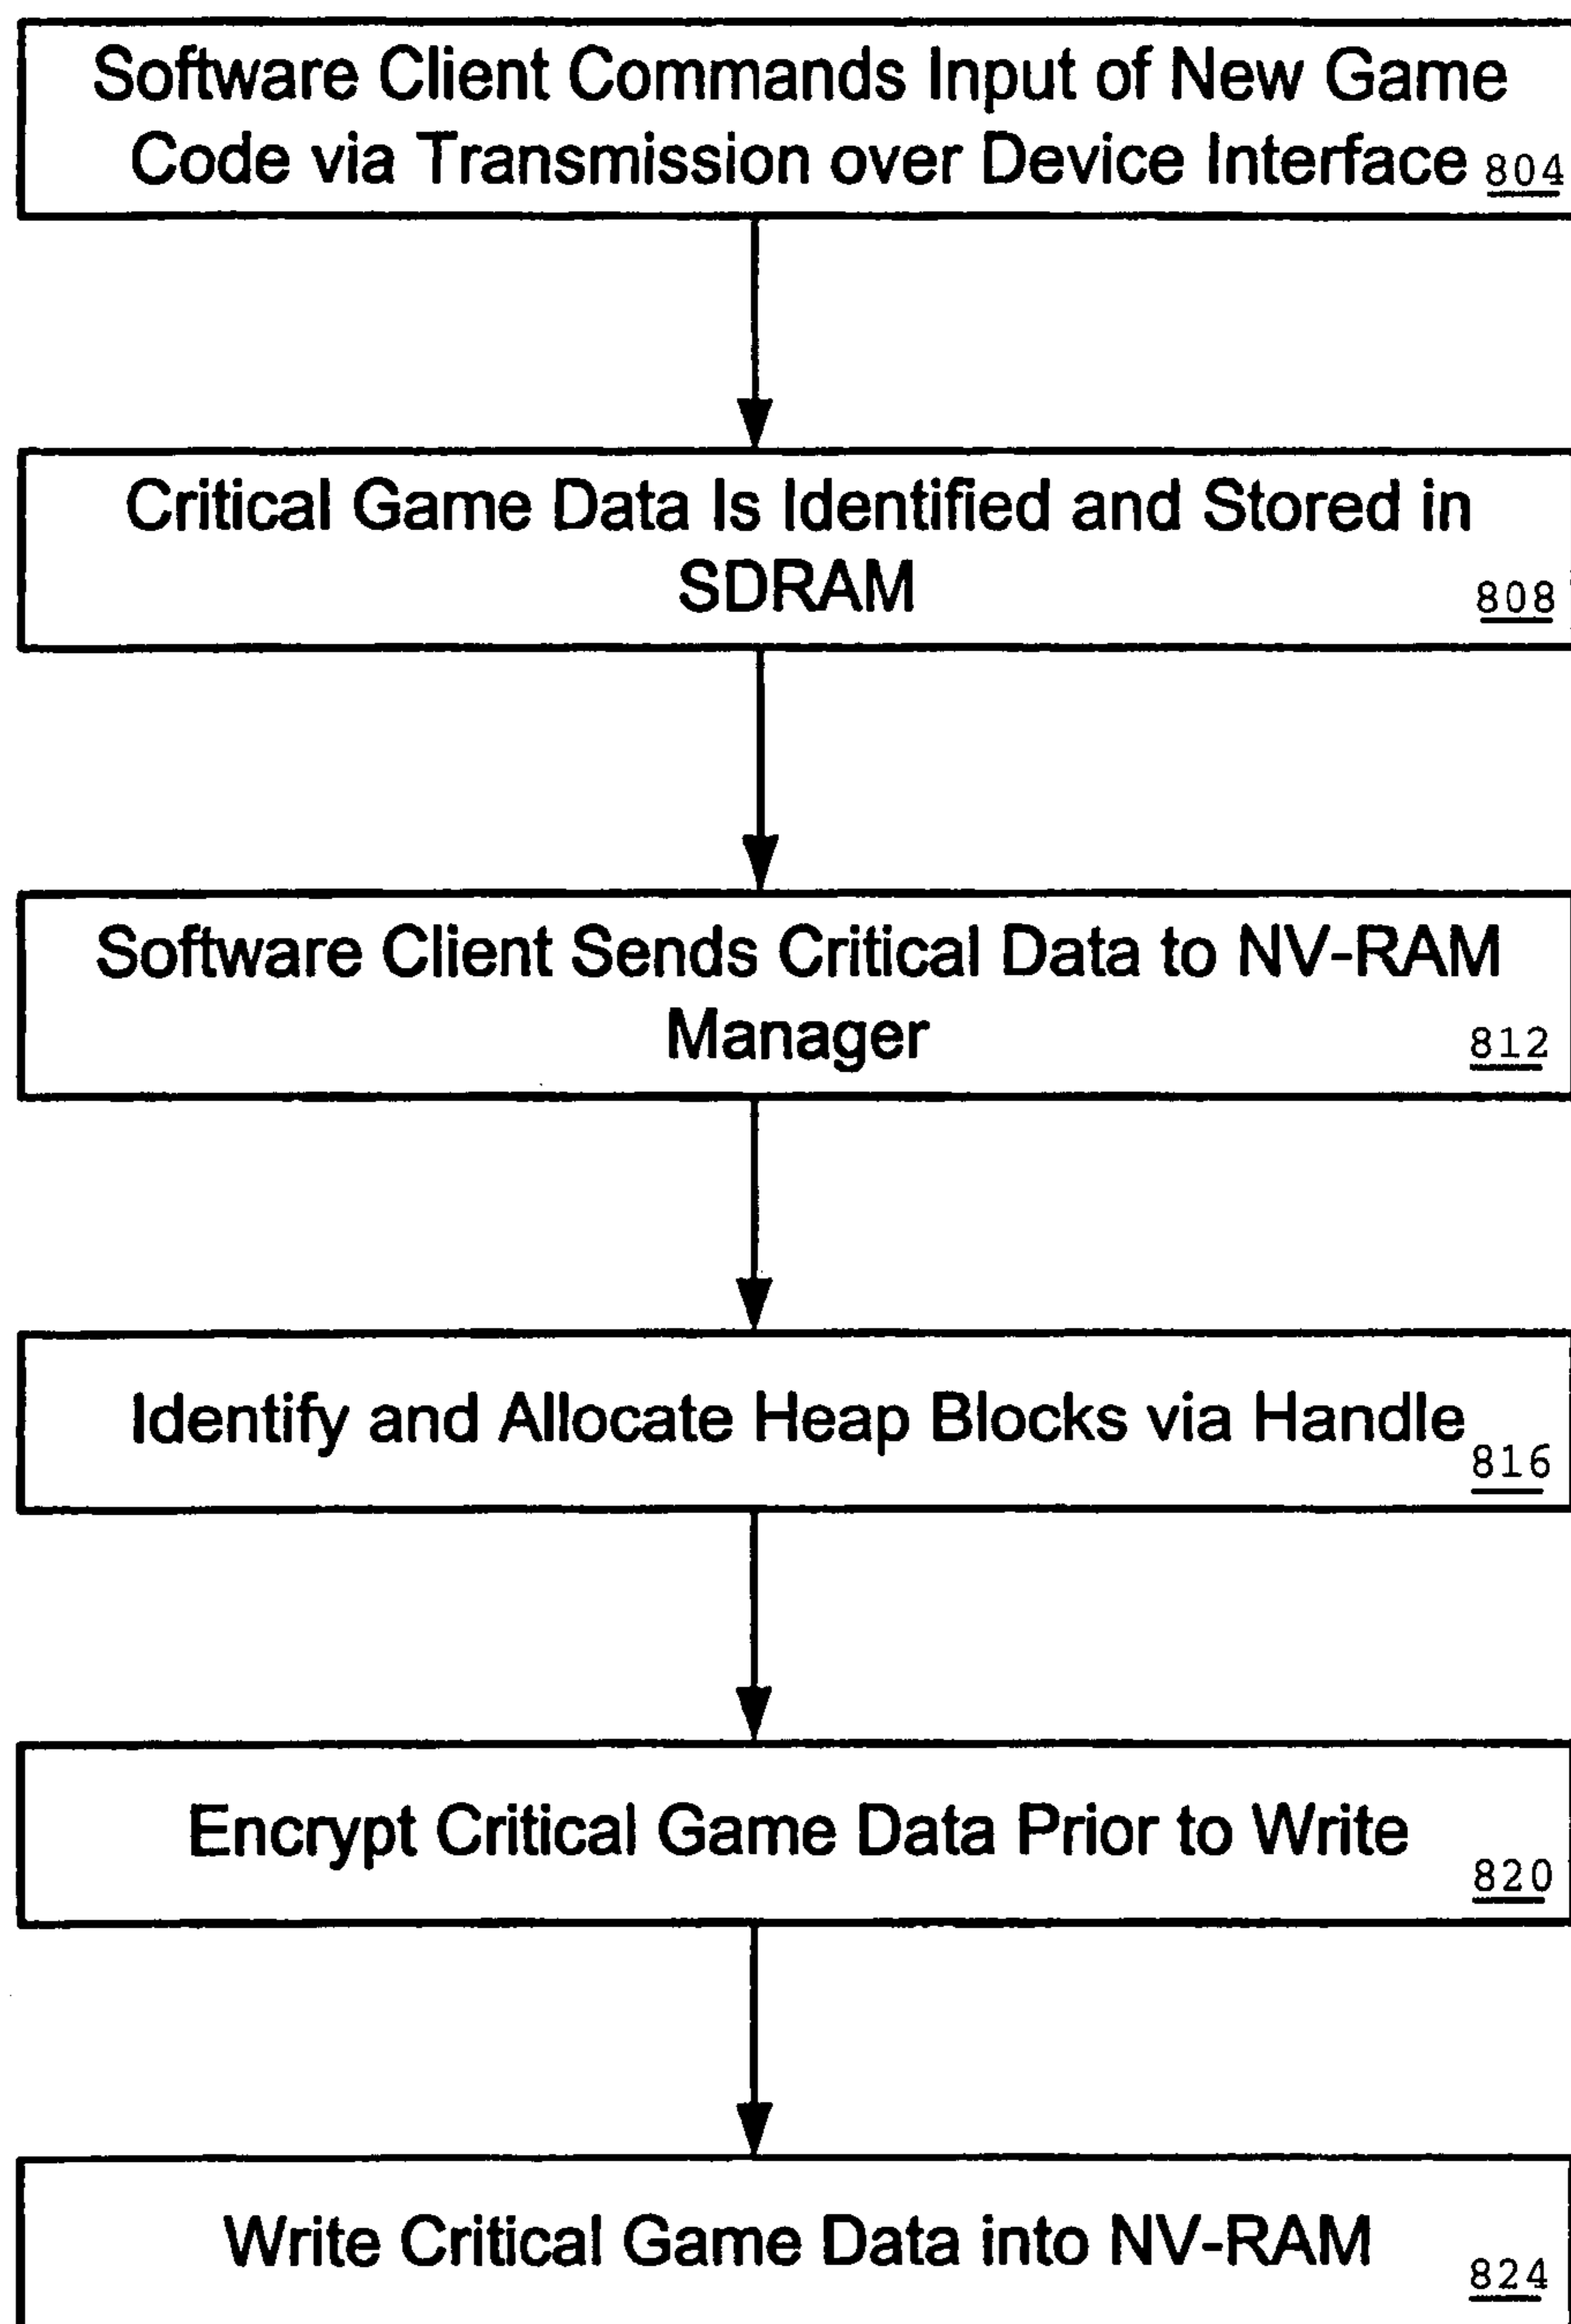 Software Client Commands Input of New Game
Code via Transmission over Device Interface 804
Critical Game Data Is Identified and Stored in
SDRAM 808
Software Client Sends Critical Data to NV-RAM
Manager 812
Identify and Allocate Heap Blocks via Handle
816
Encrypt Critical Game Data Prior to Write
820
Write Critical Game Data into NV-RAM
824